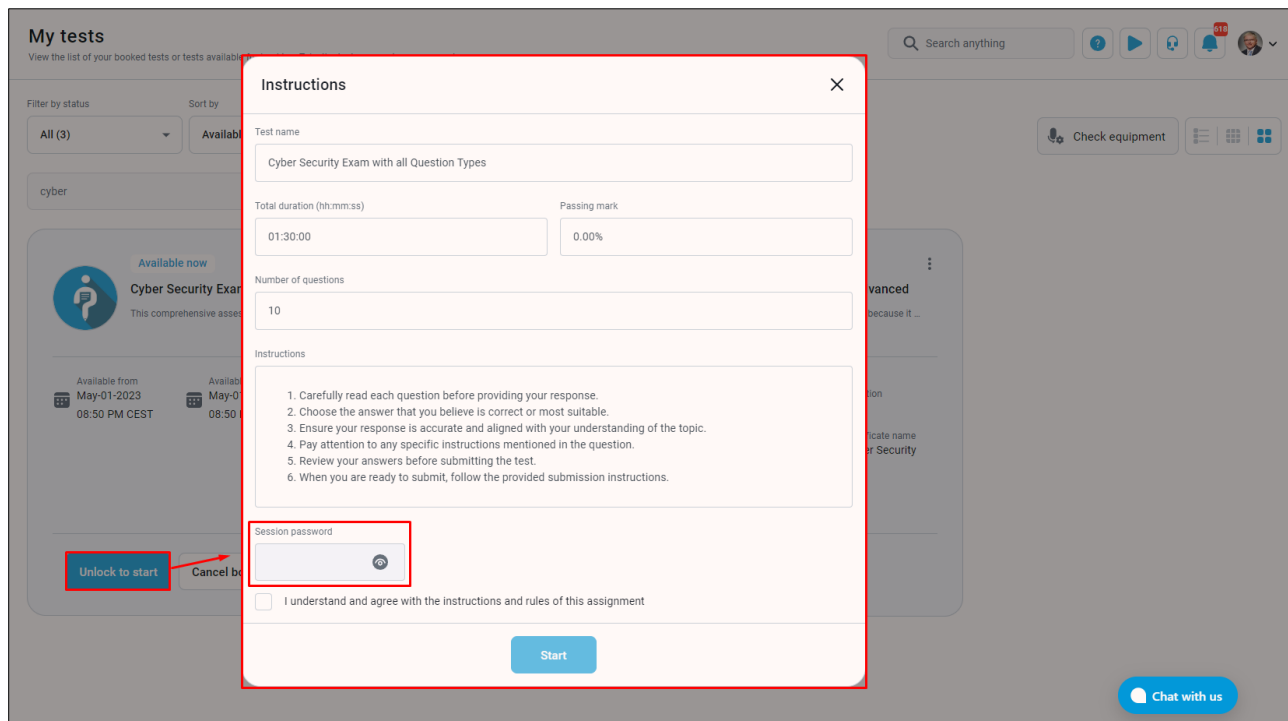 My tests
View the list of your booked tests or tests available
Search anything
618
Filter by status
Sort by
All (3)
Availabl
Check equipment
cyber
Available now
Cyber Security Exar
This comprehensive asses
Available from
May-01-2023
08:50 PM CEST
Availabl
May-0
08:50
Unlock to start
Cancel bo
Instructions
Test name
Cyber Security Exam with all Question Types
Total duration (hh:mm:ss)
Passing mark
01:30:00
0.00%
Number of questions
10
Instructions
1. Carefully read each question before providing your response.
2. Choose the answer that you believe is correct or most suitable.
3. Ensure your response is accurate and aligned with your understanding of the topic.
4. Pay attention to any specific instructions mentioned in the question.
5. Review your answers before submitting the test.
6. When you are ready to submit, follow the provided submission instructions.
Session password
I understand and agree with the instructions and rules of this assignment
Start
vanced
because it ...
tion
ficate name
er Security
Chat with us